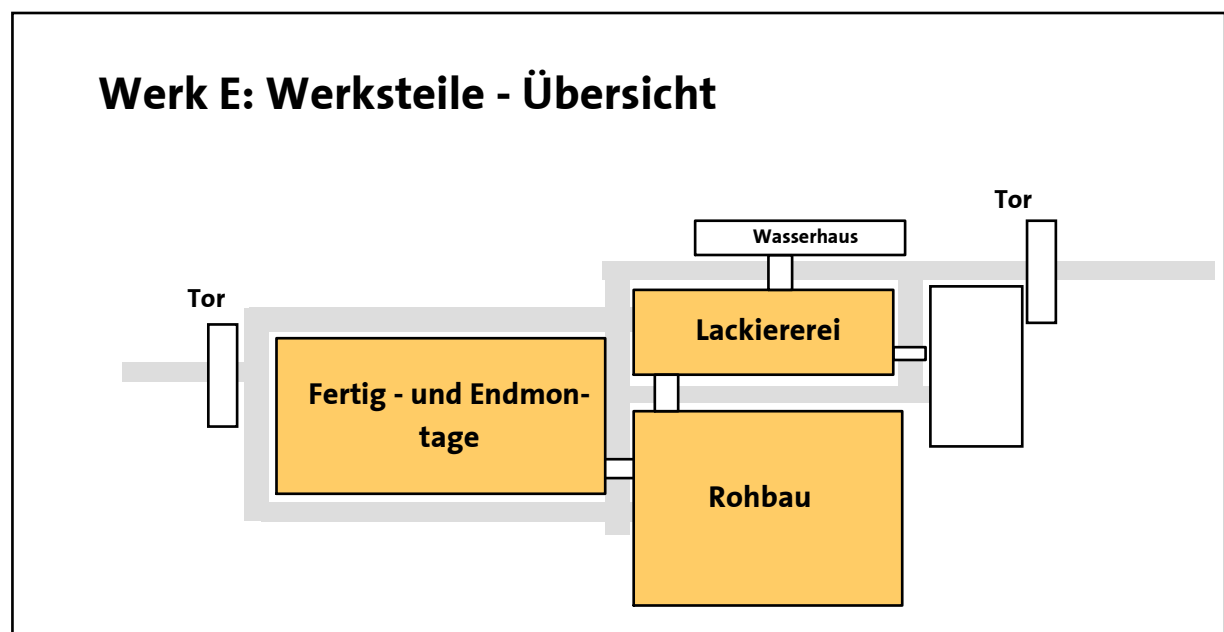 Werk E: Werksteile - Übersicht
Tor
Wasserhaus
Tor
Lackiererei
Fertig - und Endmon-
tage
Rohbau